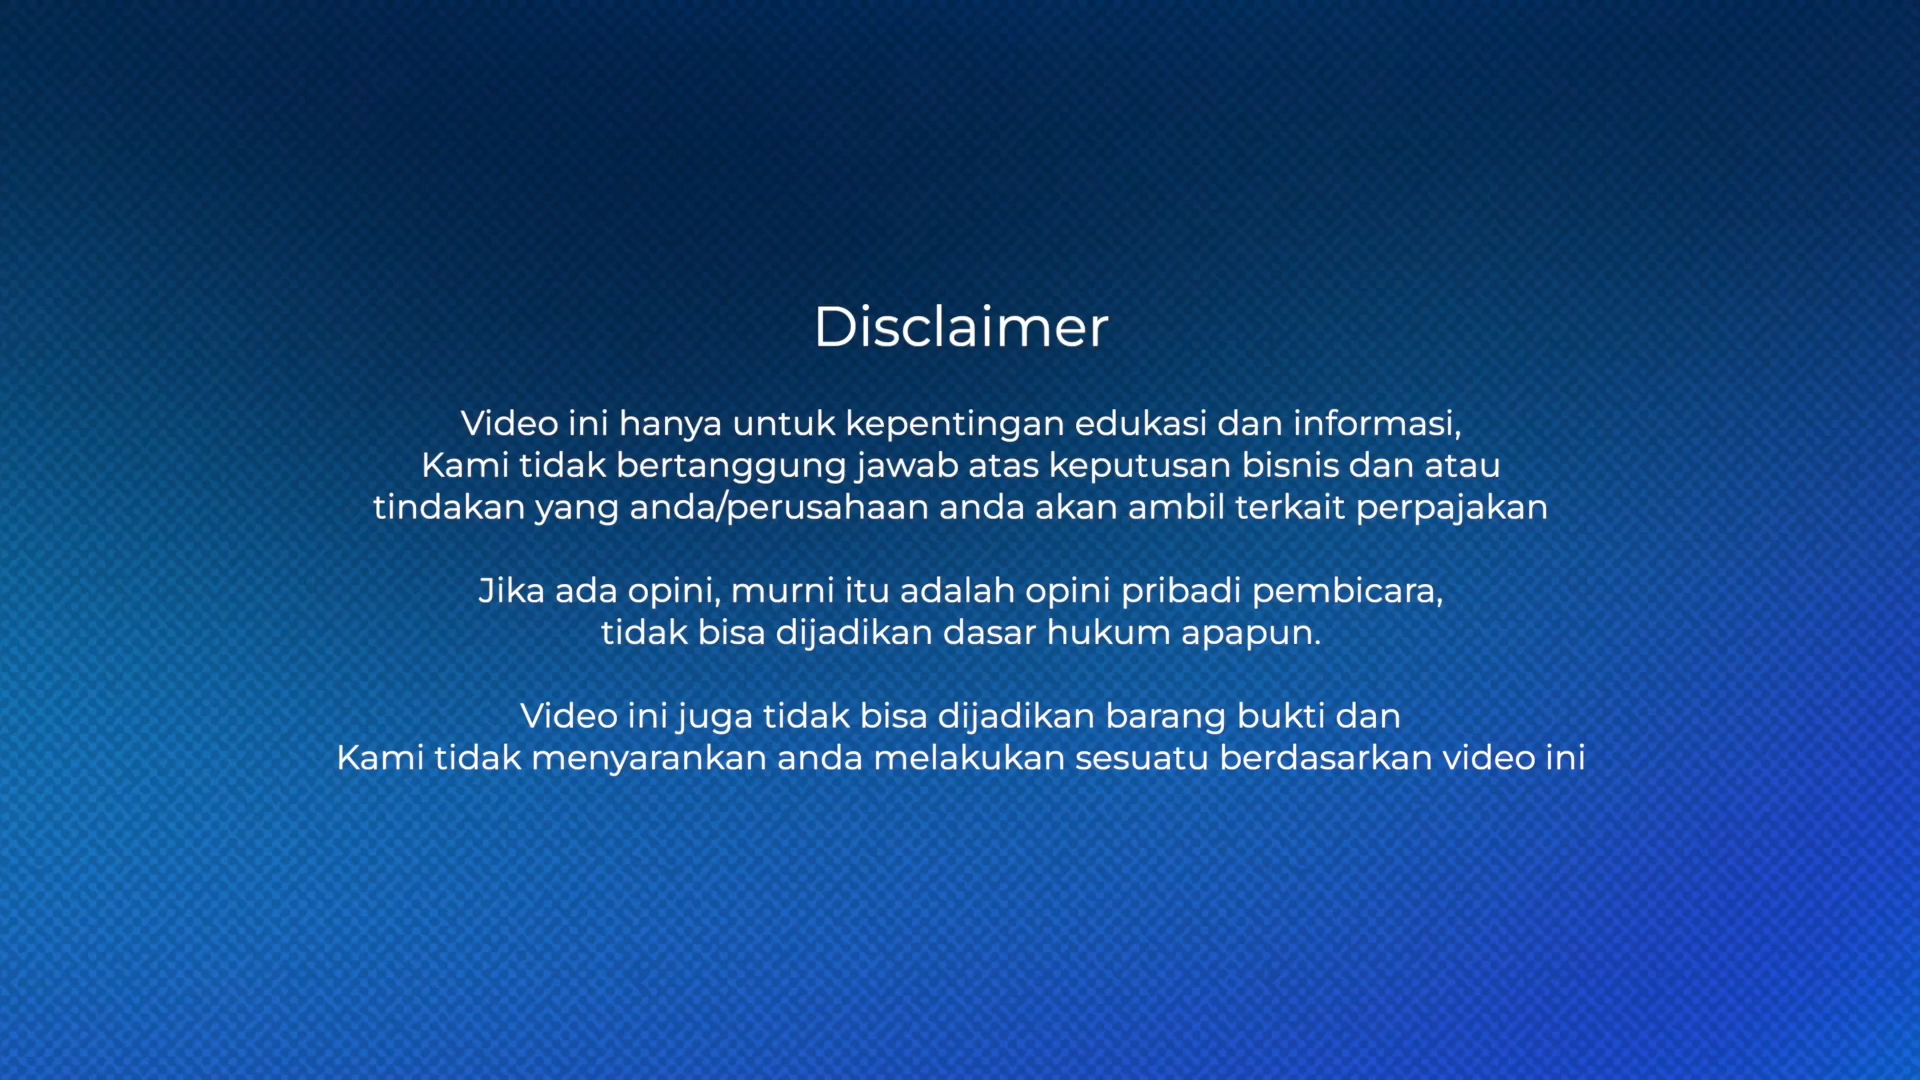 Disclaimer
Video ini hanya untuk kepentingan edukasi dan informasi,
Kami tidak bertanggung jawab atas keputusan bisnis dan atau
tindakan yang anda/perusahaan anda akan ambil terkait perpajakan
Jika ada opini, murni itu adalah opini pribadi pembicara,
tidak bisa dijadikan dasar hukum apapun.
Video ini juga tidak bisa dijadikan barang bukti dan
Kami tidak menyarankan anda melakukan sesuatu berdasarkan video ini